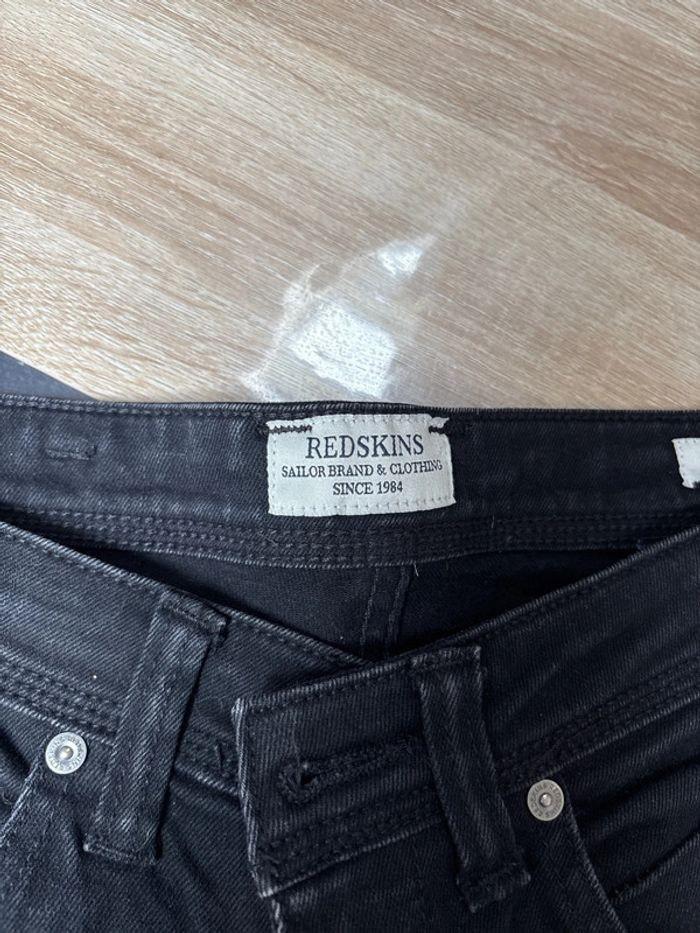 REDSKINS
SAILOR BRAND & CLOTHING
SINCE 1984